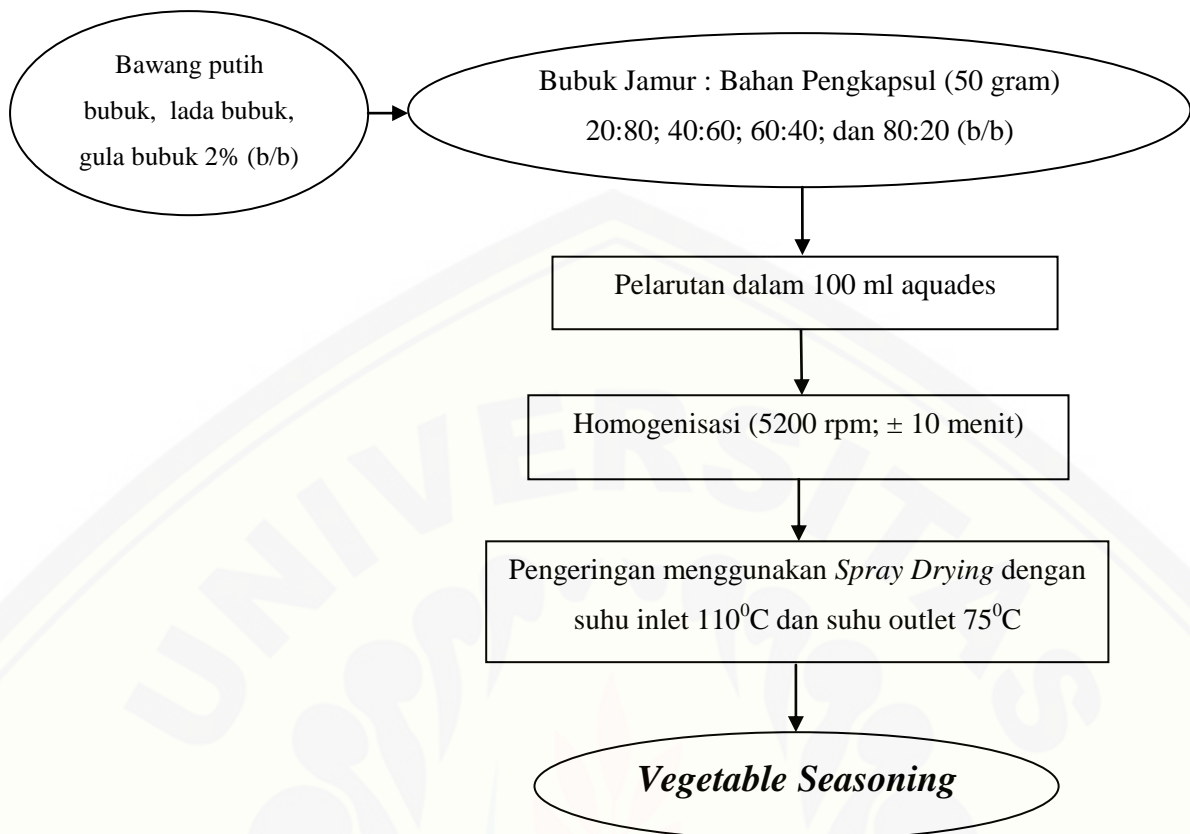 Bawang putih
bubuk, lada bubuk,
gula bubuk 2% (b/b)
Bubuk Jamur : Bahan Pengkapsul (50 gram)
20:80; 40:60; 60:40; dan 80:20 (b/b)
Pelarutan dalam 100 ml aquades
Homogenisasi (5200 rpm; ± 10 menit)
Pengeringan menggunakan Spray Drying dengan
suhu inlet 110⁰C dan suhu outlet 75⁰C
Vegetable Seasoning
UNIVERSITAS